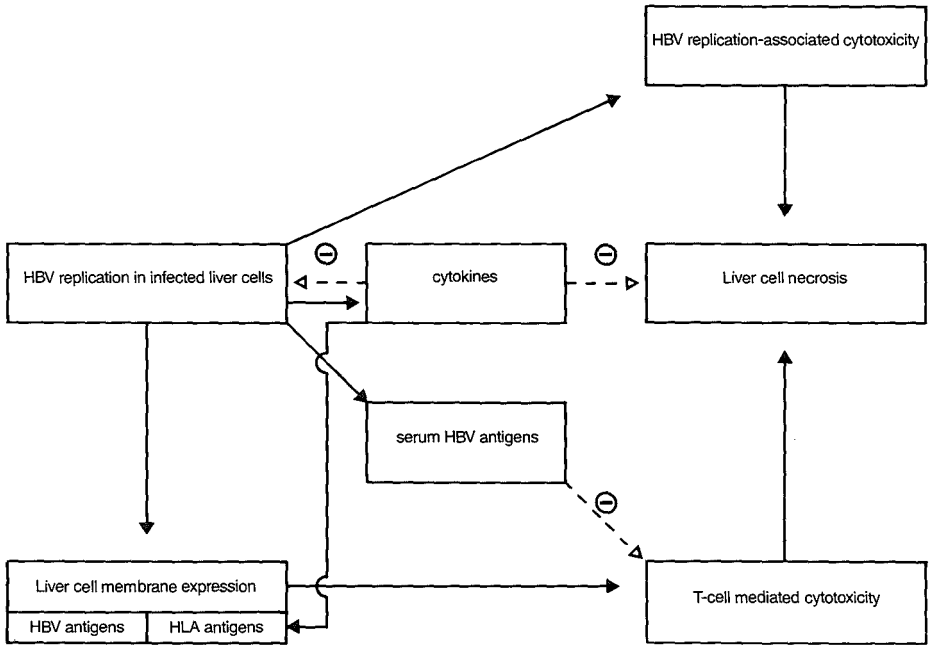 HBV replication-associated cytotoxicity
HBV replication in infected liver cells
cytokines
Liver cell necrosis
serum HBV antigens
Liver cell membrane expression
HBV antigens
HLA antigens
T-cell mediated cytotoxicity